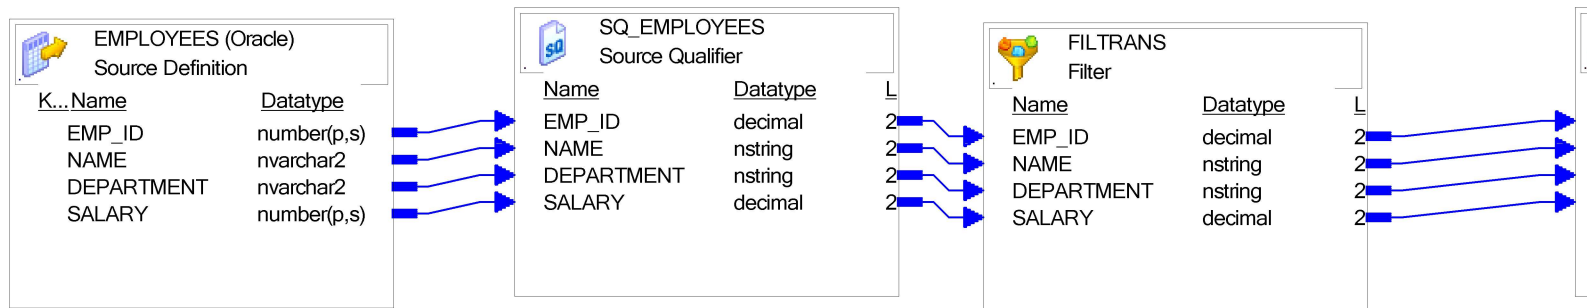 EMPLOYEES (Oracle)
Source Definition
K... Name Datatype
EMP_ID number(p,s)
NAME nvarchar2
DEPARTMENT nvarchar2
SALARY number(p,s)
SQ
SQ_EMPLOYEES
Source Qualifier
Name Datatype L
EMP_ID decimal 2
NAME nstring 2
DEPARTMENT nstring 2
SALARY decimal 2
FILTRANS
Filter
Name Datatype L
EMP_ID decimal 2
NAME nstring 2
DEPARTMENT nstring 2
SALARY decimal 2